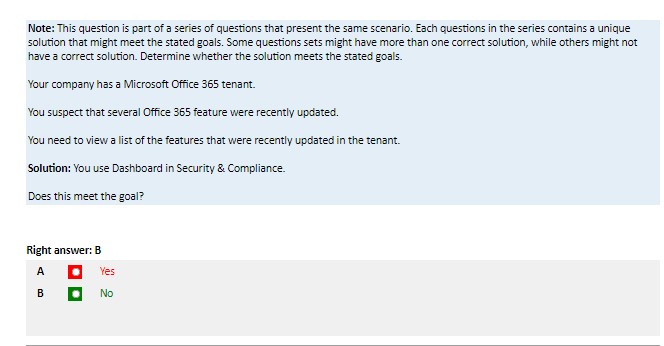 Note: This question is part of a series of questions that present the same scenario. Each questions in the series contains a unique
solution that might meet the stated goals. Some questions sets might have more than one correct solution, while others might not
have a correct solution. Determine whether the solution meets the stated goals.
Your company has a Microsoft Office 365 tenant.
You suspect that several Office 365 feature were recently updated.
You need to view a list of the features that were recently updated in the tenant.
Solution: You use Dashboard in Security & Compliance.
Does this meet the goal?
Right answer: B
A Yes
B No